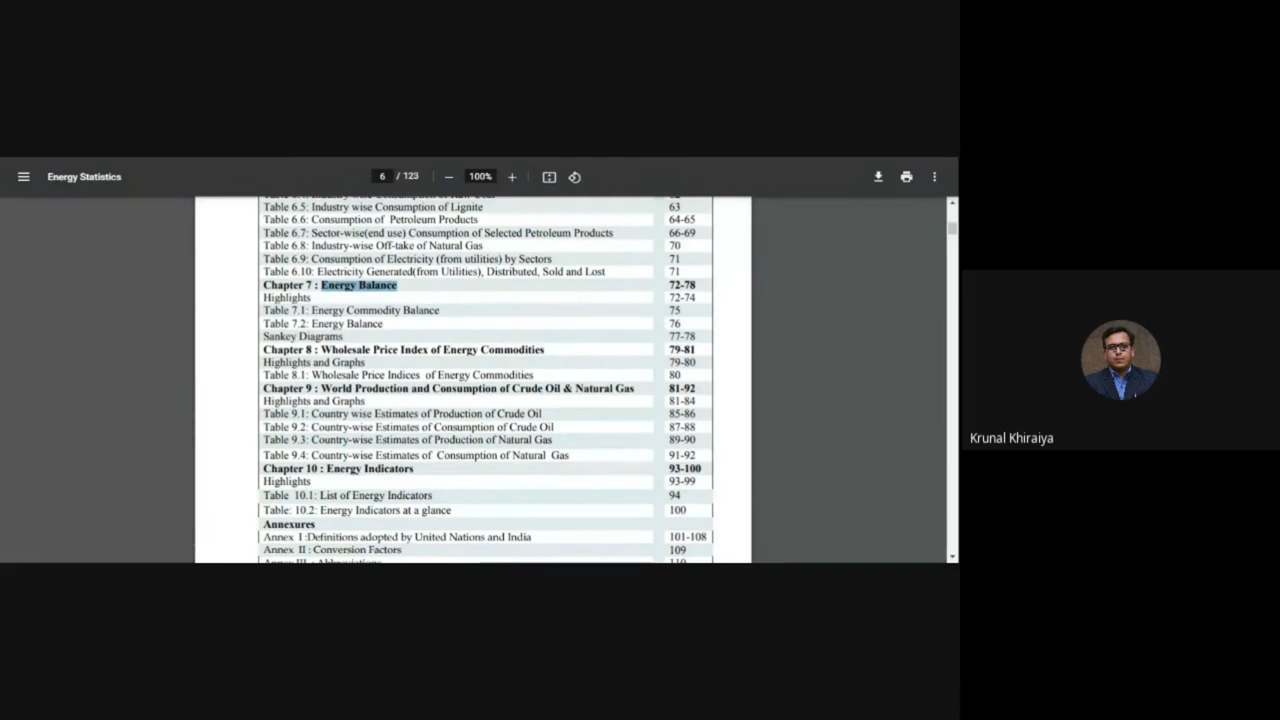 Energy Statistics
6 / 123
100%
Table 6.5: Industry wise Consumption of Lignite 63
Table 6.6: Consumption of Petroleum Products 64-65
Table 6.7: Sector-wise(end use) Consumption of Selected Petroleum Products 66-69
Table 6.8: Industry-wise Off-take of Natural Gas 70
Table 6.9: Consumption of Electricity (from utilities) by Sectors 71
Table 6.10: Electricity Generated(from Utilities), Distributed, Sold and Lost 71
Chapter 7 : Energy Balance 72-78
Highlights 72-74
Table 7.1: Energy Commodity Balance 75
Table 7.2: Energy Balance 76
Sankey Diagrams 77-78
Chapter 8 : Wholesale Price Index of Energy Commodities 79-81
Highlights and Graphs 79-80
Table 8.1: Wholesale Price Indices of Energy Commodities 80
Chapter 9 : World Production and Consumption of Crude Oil & Natural Gas 81-92
Highlights and Graphs 81-84
Table 9.1: Country wise Estimates of Production of Crude Oil 85-86
Table 9.2: Country-wise Estimates of Consumption of Crude Oil 87-88
Table 9.3: Country-wise Estimates of Production of Natural Gas 89-90
Table 9.4: Country-wise Estimates of Consumption of Natural Gas 91-92
Chapter 10 : Energy Indicators 93-100
Highlights 93-99
Table 10.1: List of Energy Indicators 94
Table: 10.2: Energy Indicators at a glance 100
Annexures
Annex I :Definitions adopted by United Nations and India 101-108
Annex II : Conversion Factors 109
Krunal Khiraiya